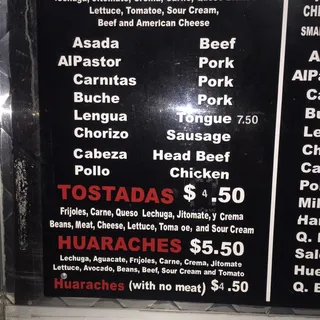 Lettuce, Tomatoe, Sour Cream,
Beef and American Cheese
Asada Beef
AlPastor Pork
Carnitas Pork
Buche Pork
Lengua Tongue 7.50
Chorizo Sausage
Cabeza Head Beef
Pollo Chicken
TOSTADAS $4.50
Frijoles, Carne, Queso Lechuga, Jitomate, y Crema
Beans, Meat, Cheese, Lettuce, Toma oe, and Sour Cream
HUARACHES $5.50
Lechuga, Aguacate, Frijoles, Carne, Crema, Jitomate
Lettuce, Avocado, Beans, Beef, Sour Cream and Tomato
Huaraches (with no meat) $4.50